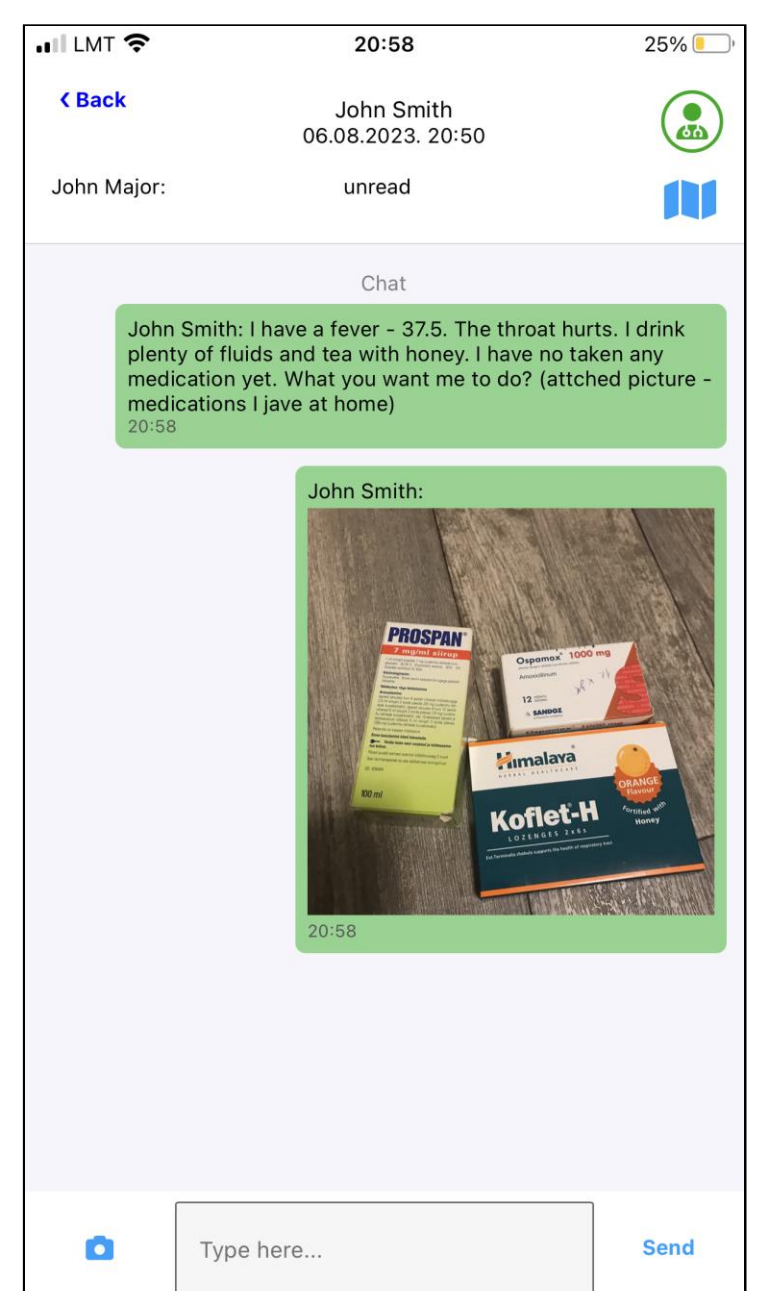 LMT
20:58
25%
Back
John Smith
06.08.2023. 20:50
John Major:
unread
Chat
John Smith: I have a fever - 37.5. The throat hurts. I drink
plenty of fluids and tea with honey. I have no taken any
medication yet. What you want me to do? (attched picture -
medications I jave at home)
20:58
John Smith:
PROSPAN®
7 mg/ml siirup
100 ml
Ospamox® 1000 mg
Amoxicillinum
12
SANDOZ
Himalaya
HERBAL HEALTHCARE
ORANGE
Flavour
Fortified with
Honey
Koflet-H
LOZENGES 2x6s
20:58
Type here...
Send